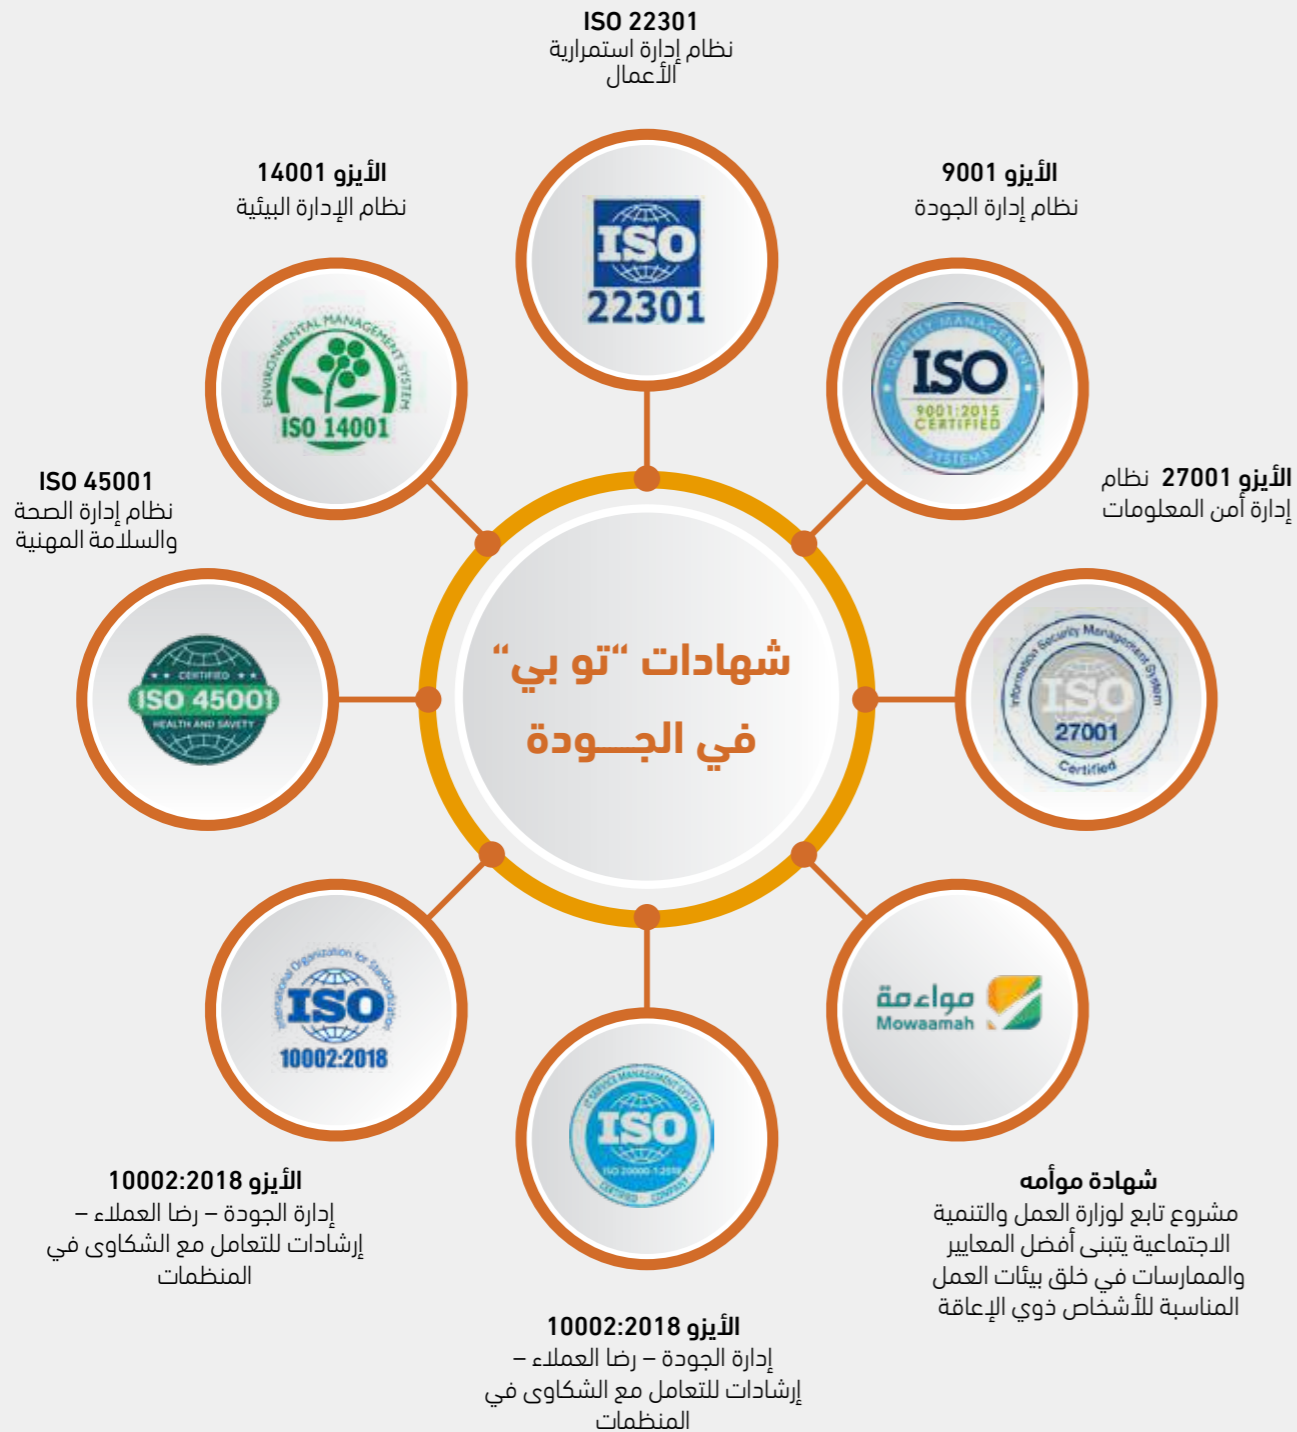 ISO 22301
نظام إدارة استمرارية
الأعمال
ISO
22301
الأيزو 9001
نظام إدارة الجودة
QUALITY MANAGEMENT
ISO
9001:2015
CERTIFIED
SYSTEMS
الأيزو 14001
نظام الإدارة البيئية
ENVIRONMENTAL MANAGEMENT SYSTEM
ISO 14001
الأيزو 27001 نظام
إدارة أمن المعلومات
Information Security Management System
ISO
27001
Certified
ISO 45001
نظام إدارة الصحة
والسلامة المهنية
CERTIFIED
ISO 45001
HEALTH AND SAVETY
شهادات “تو بي“
في الجــودة
مواءمة
Mowaamah
شهادة موأمه
مشروع تابع لوزارة العمل والتنمية
الاجتماعية يتبنى أفضل المعايير
والممارسات في خلق بيئات العمل
المناسبة للأشخاص ذوي الإعاقة
International Organization for Standardization
ISO
10002:2018
الأيزو 10002:2018
إدارة الجودة – رضا العملاء –
إرشادات للتعامل مع الشكاوى في
المنظمات
IT SERVICE MANAGEMENT SYSTEM
ISO
ISO 20000-1:2018
CERTIFIED COMPANY
الأيزو 10002:2018
إدارة الجودة – رضا العملاء –
إرشادات للتعامل مع الشكاوى في
المنظمات